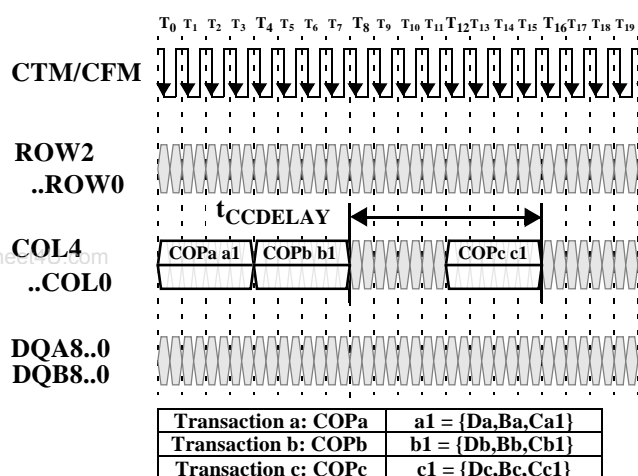 T0 T1 T2 T3 T4 T5 T6 T7 T8 T9 T10 T11 T12 T13 T14 T15 T16 T17 T18 T19
CTM/CFM
ROW2
..ROW0
tCCDELAY
COL4
..COL0
COPa a1 COPb b1 COPc c1
DQA8..0
DQB8..0
Transaction a: COPa a1 = {Da,Ba,Ca1}
Transaction b: COPb b1 = {Db,Bb,Cb1}
Transaction c: COPc c1 = {Dc,Bc,Cc1}